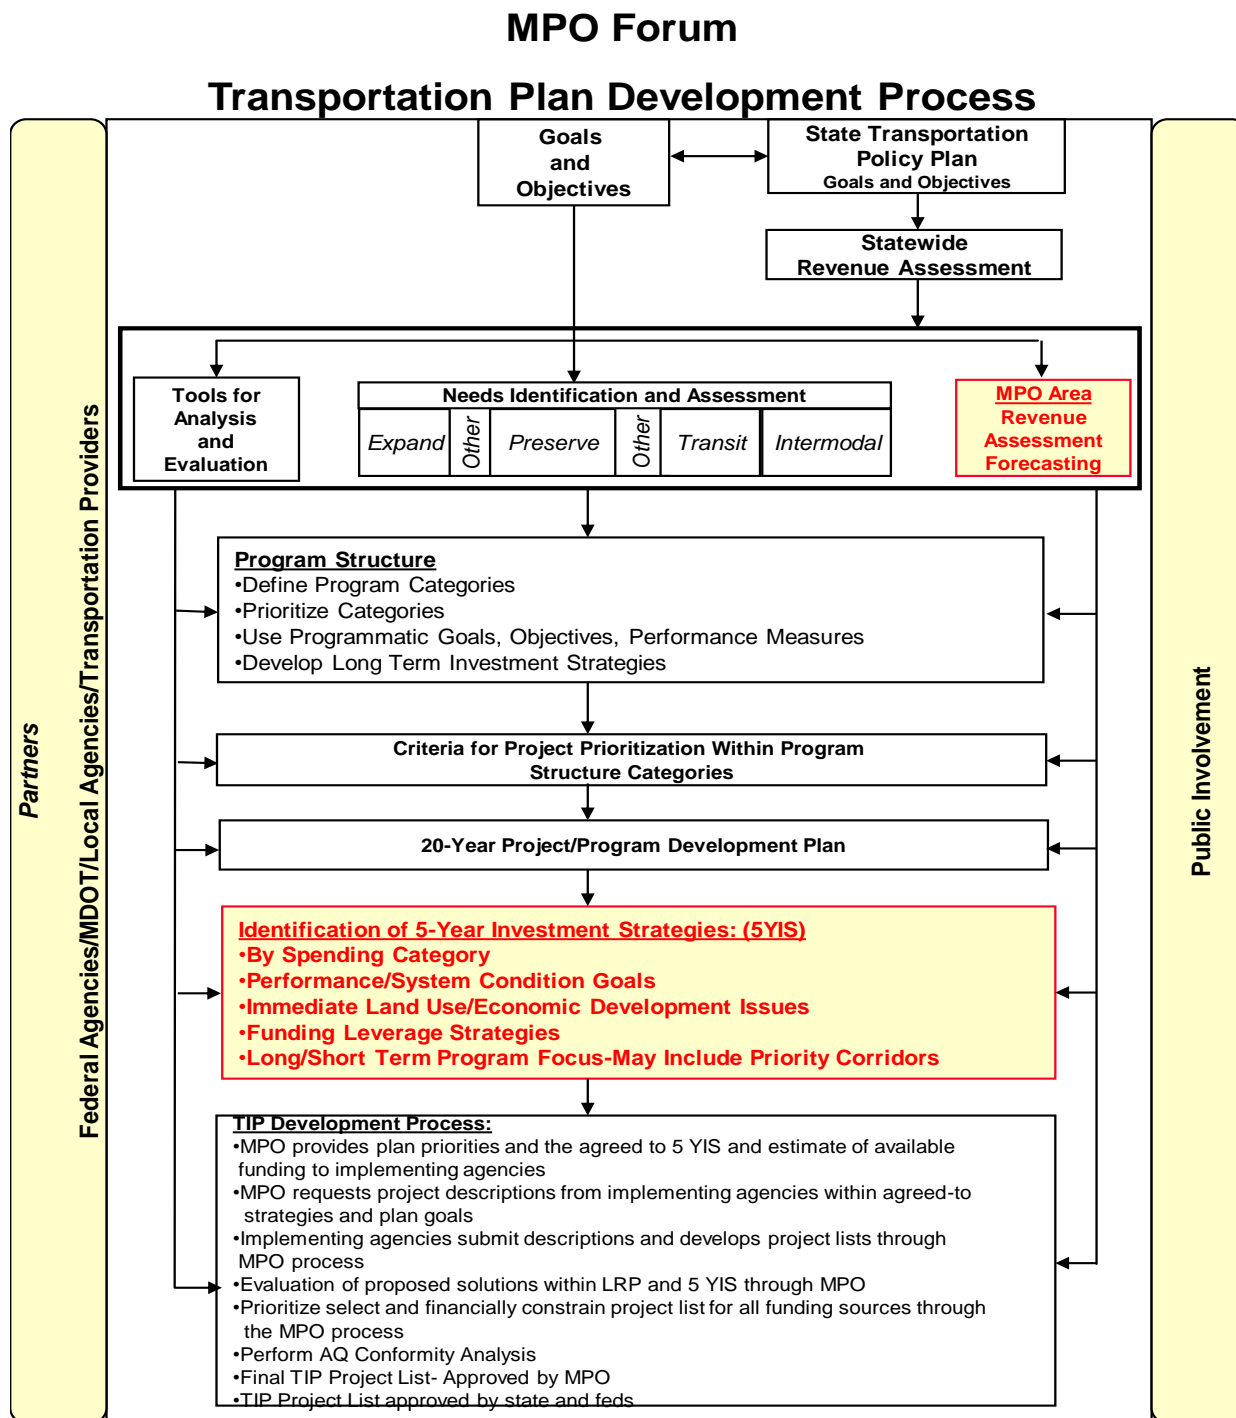 MPO Forum
Transportation Plan Development Process
Goals
and
Objectives
State Transportation
Policy Plan
Goals and Objectives
Statewide
Revenue Assessment
Tools for
Analysis
and
Evaluation
Needs Identification and Assessment
Expand
Other
Preserve
Other
Transit
Intermodal
MPO Area
Revenue
Assessment
Forecasting
Partners
Federal Agencies/MDOT/Local Agencies/Transportation Providers
Public Involvement
Program Structure
•Define Program Categories
•Prioritize Categories
•Use Programmatic Goals, Objectives, Performance Measures
•Develop Long Term Investment Strategies
Criteria for Project Prioritization Within Program
Structure Categories
20-Year Project/Program Development Plan
Identification of 5-Year Investment Strategies: (5YIS)
•By Spending Category
•Performance/System Condition Goals
•Immediate Land Use/Economic Development Issues
•Funding Leverage Strategies
•Long/Short Term Program Focus-May Include Priority Corridors
TIP Development Process:
•MPO provides plan priorities and the agreed to 5 YIS and estimate of available
funding to implementing agencies
•MPO requests project descriptions from implementing agencies within agreed-to
strategies and plan goals
•Implementing agencies submit descriptions and develops project lists through
MPO process
•Evaluation of proposed solutions within LRP and 5 YIS through MPO
•Prioritize select and financially constrain project list for all funding sources through
the MPO process
•Perform AQ Conformity Analysis
•Final TIP Project List- Approved by MPO
•TIP Project List approved by state and feds